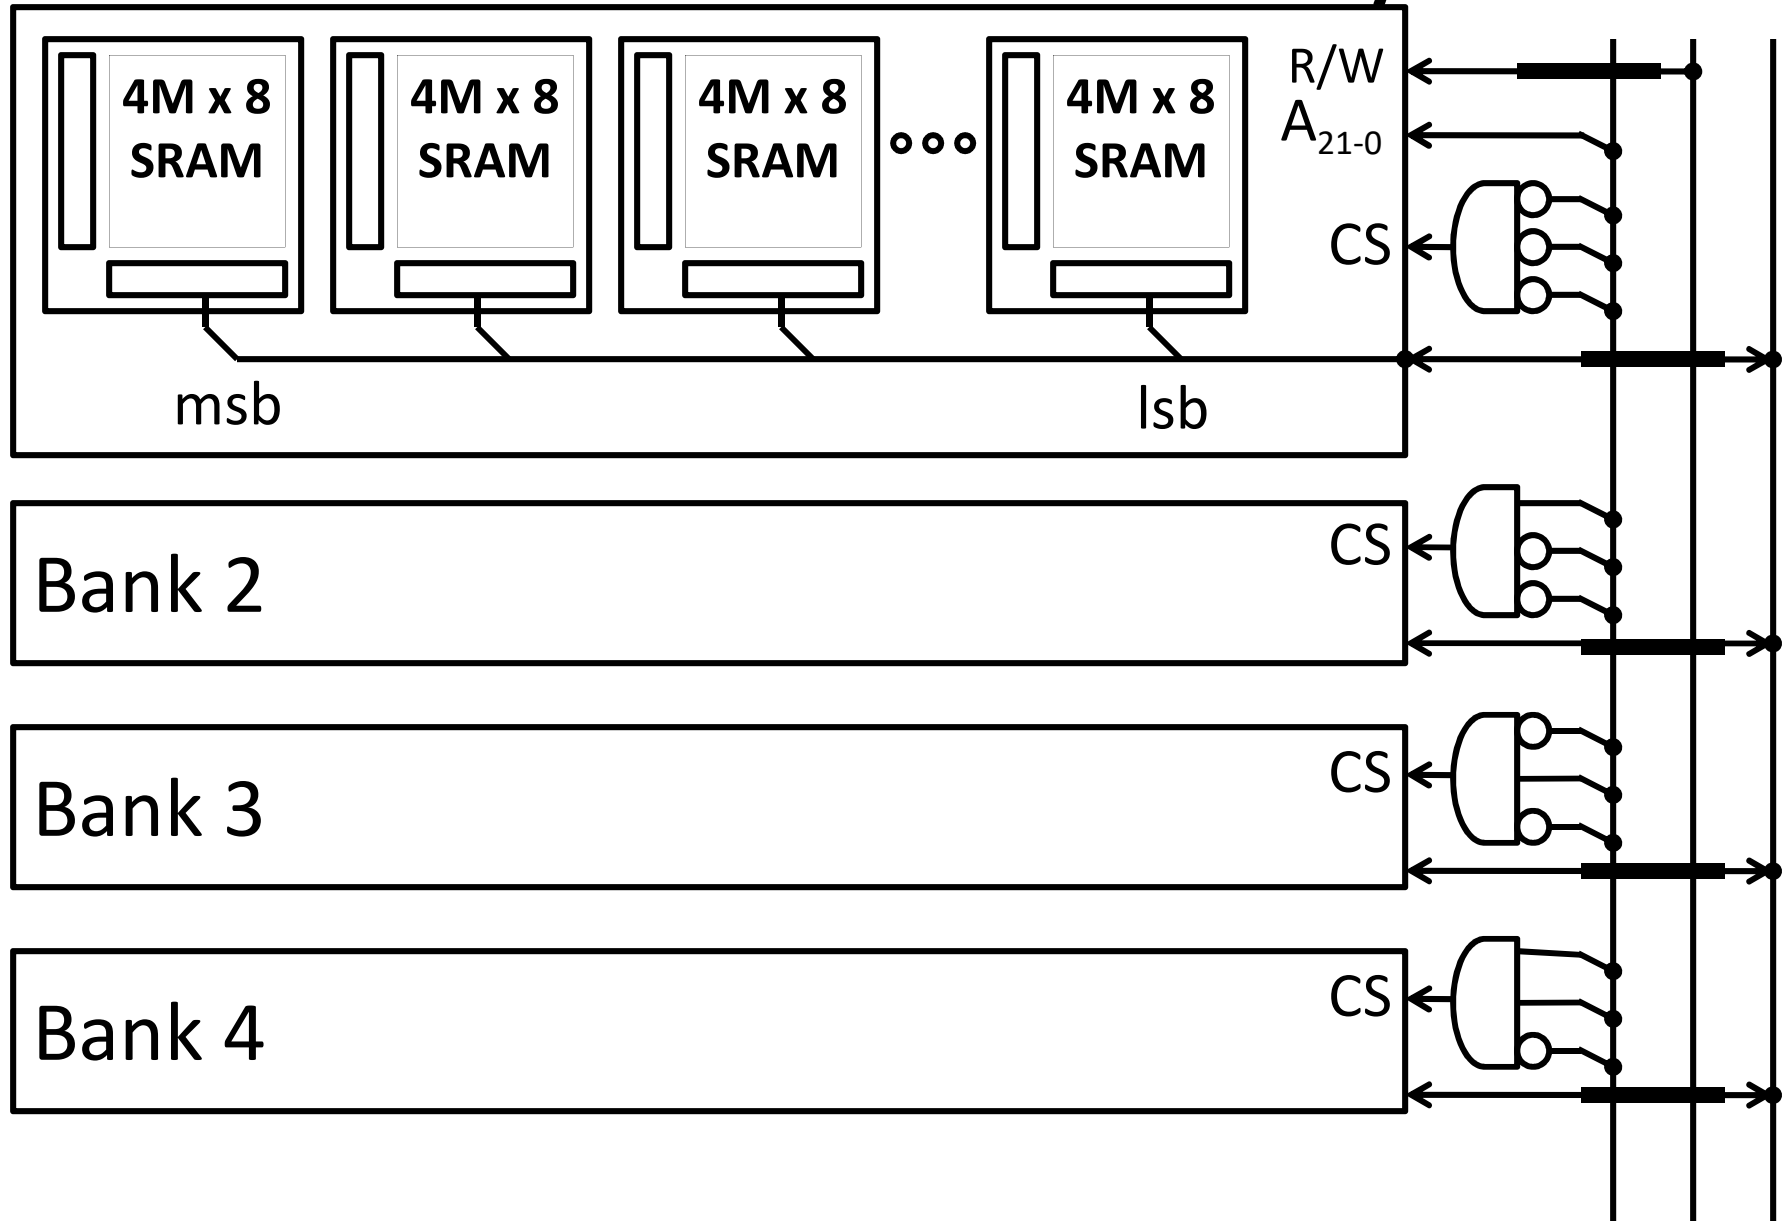 4M x 8
SRAM
4M x 8
SRAM
4M x 8
SRAM
4M x 8
SRAM
R/W
A21-0
CS
msb
lsb
CS
Bank 2
CS
Bank 3
CS
Bank 4